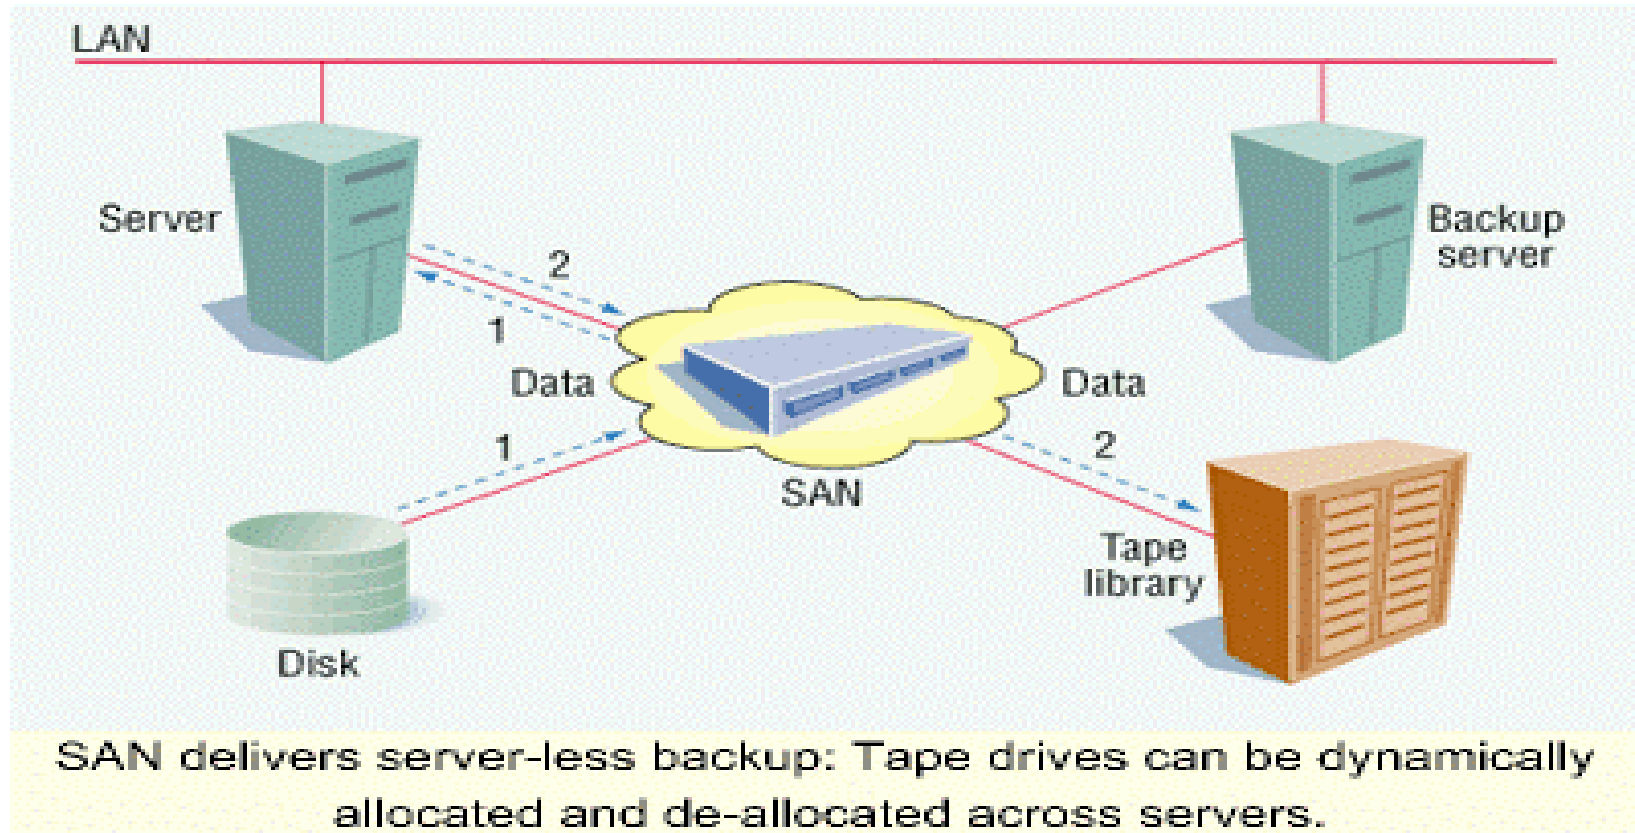 LAN
Server
Backup
server
2
1
Data
Data
1
2
SAN
Tape
library
Disk
SAN delivers server-less backup: Tape drives can be dynamically
allocated and de-allocated across servers.